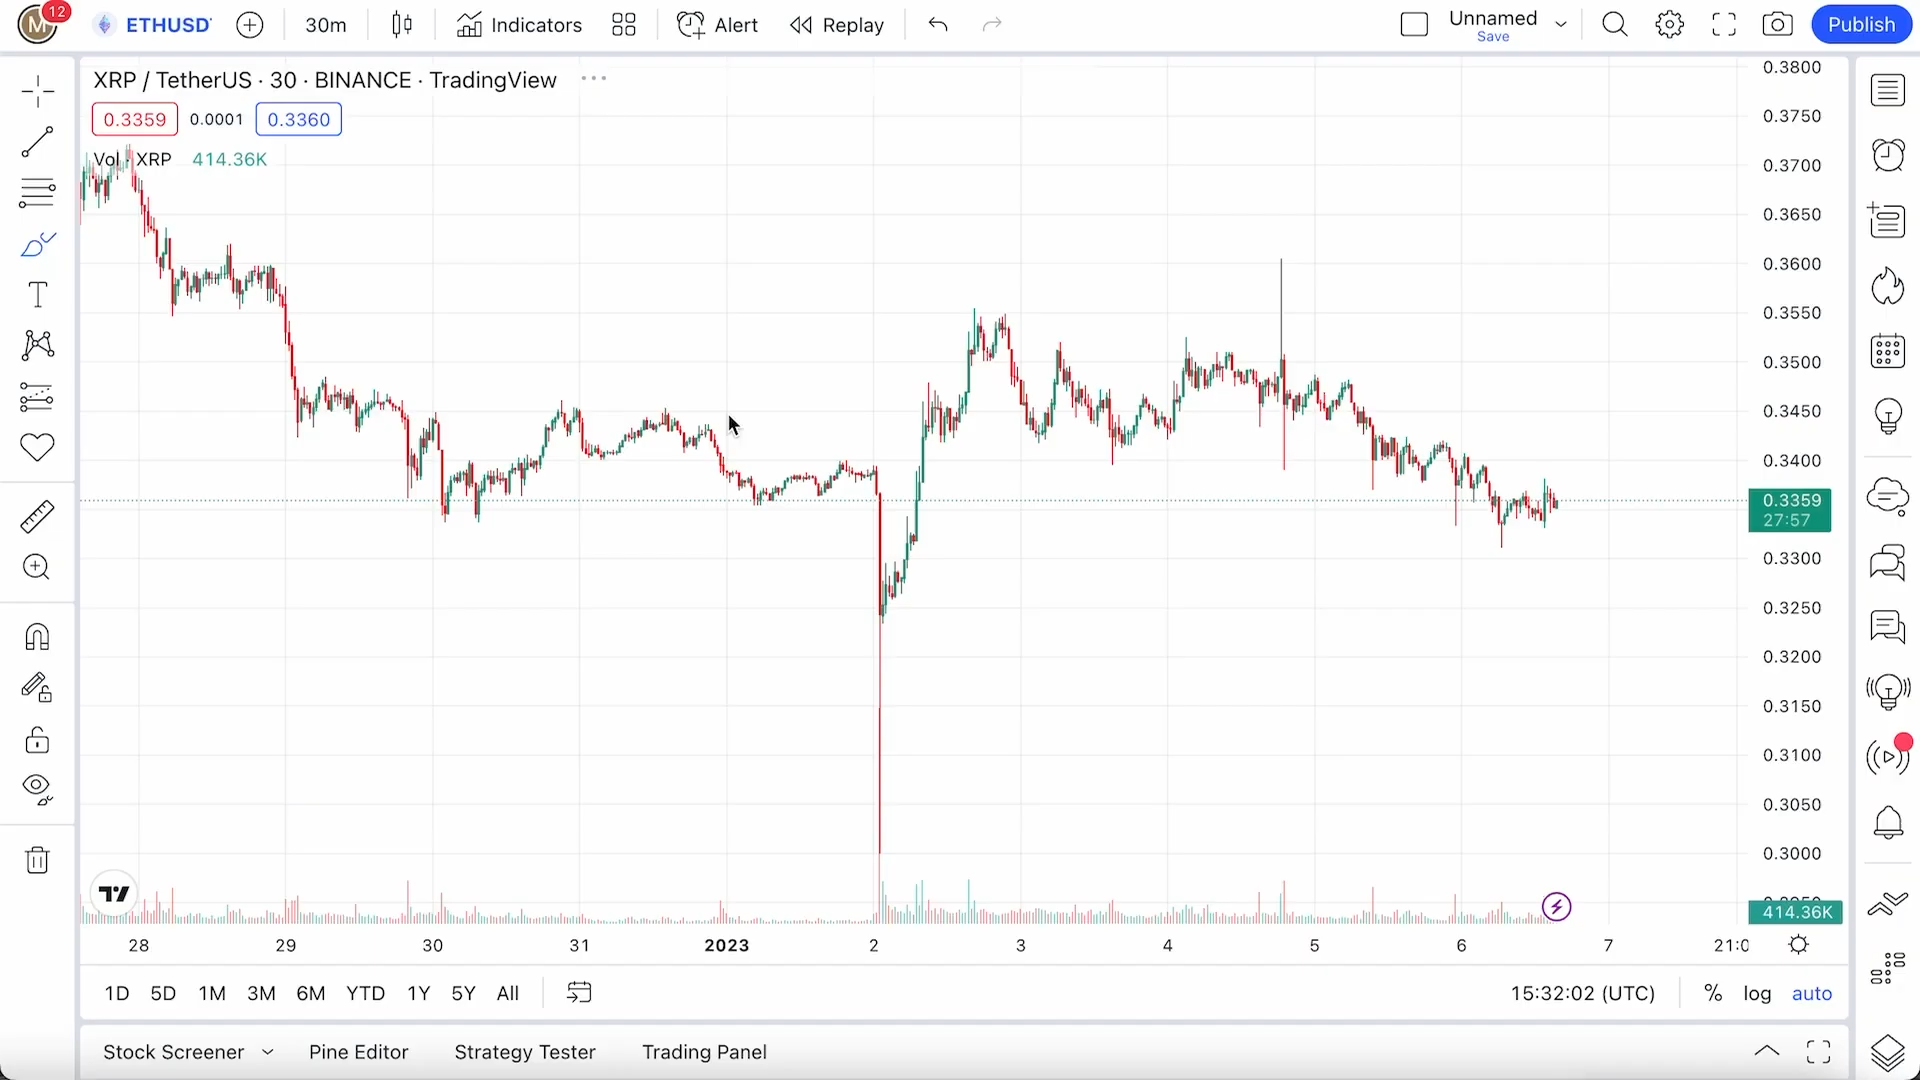 M 12 ETHUSD 30m Indicators Alert Replay Unnamed Save Publish
XRP / TetherUS · 30 · BINANCE · TradingView
0.3359 0.0001 0.3360
Vol · XRP 414.36K
0.3800
0.3750
0.3700
0.3650
0.3600
0.3550
0.3500
0.3450
0.3400
0.3359
27:57
0.3300
0.3250
0.3200
0.3150
0.3100
0.3050
0.3000
414.36K
28 29 30 31 2023 2 3 4 5 6 7 21:0
1D 5D 1M 3M 6M YTD 1Y 5Y All 15:32:02 (UTC) % log auto
Stock Screener Pine Editor Strategy Tester Trading Panel